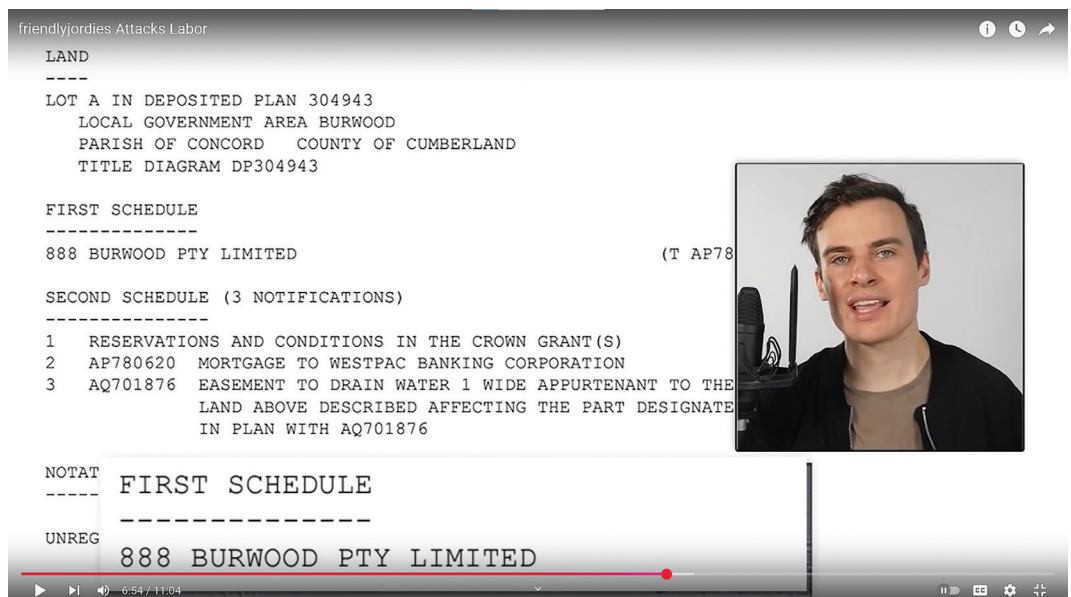 friendlyjordies Attacks Labor
LAND
----
LOT A IN DEPOSITED PLAN 304943
LOCAL GOVERNMENT AREA BURWOOD
PARISH OF CONCORD COUNTY OF CUMBERLAND
TITLE DIAGRAM DP304943
FIRST SCHEDULE
--------------
888 BURWOOD PTY LIMITED (T AP78
SECOND SCHEDULE (3 NOTIFICATIONS)
---------------
1 RESERVATIONS AND CONDITIONS IN THE CROWN GRANT(S)
2 AP780620 MORTGAGE TO WESTPAC BANKING CORPORATION
3 AQ701876 EASEMENT TO DRAIN WATER 1 WIDE APPURTENANT TO THE
LAND ABOVE DESCRIBED AFFECTING THE PART DESIGNATE
IN PLAN WITH AQ701876
NOTAT
-----
UNREG
FIRST SCHEDULE
--------------
888 BURWOOD PTY LIMITED
6:54 / 11:04
CC